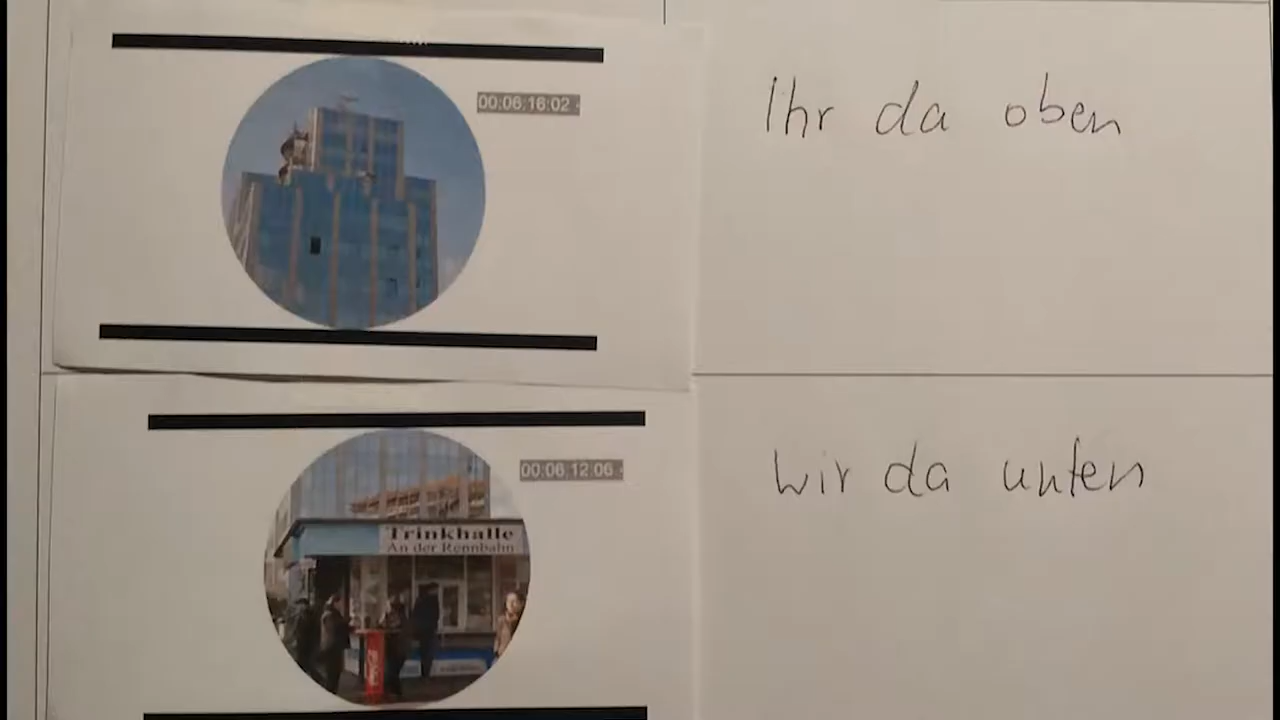 00:06:16:02
Ihr da oben
00:06:12:06
Trinkhalle
An der Rennbahn
wir da unten